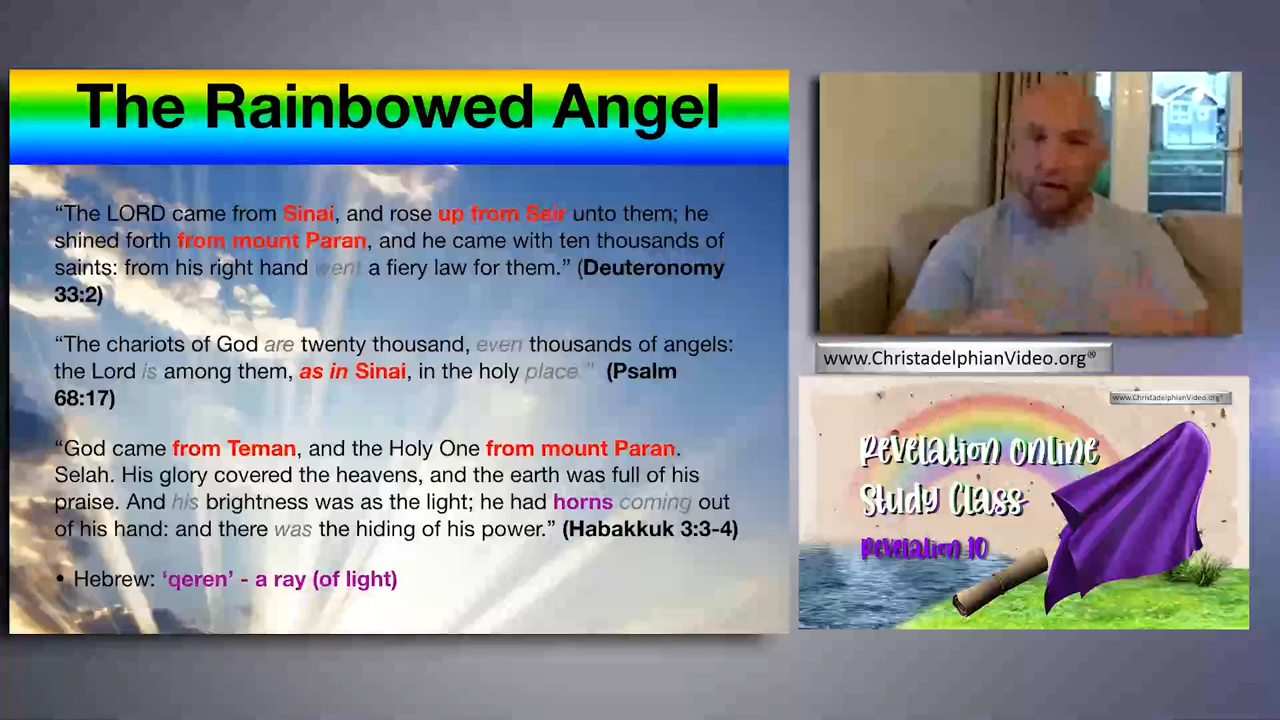 The Rainbowed Angel
“The LORD came from Sinai, and rose up from Seir unto them; he
shined forth from mount Paran, and he came with ten thousands of
saints: from his right hand went a fiery law for them.” (Deuteronomy
33:2)
“The chariots of God are twenty thousand, even thousands of angels:
the Lord is among them, as in Sinai, in the holy place.” (Psalm
68:17)
“God came from Teman, and the Holy One from mount Paran.
Selah. His glory covered the heavens, and the earth was full of his
praise. And his brightness was as the light; he had horns coming out
of his hand: and there was the hiding of his power.” (Habakkuk 3:3-4)
• Hebrew: ‘qeren’ - a ray (of light)
www.ChristadelphianVideo.org®
www.ChristadelphianVideo.org®
Revelation Online
Study Class
Revelation 10